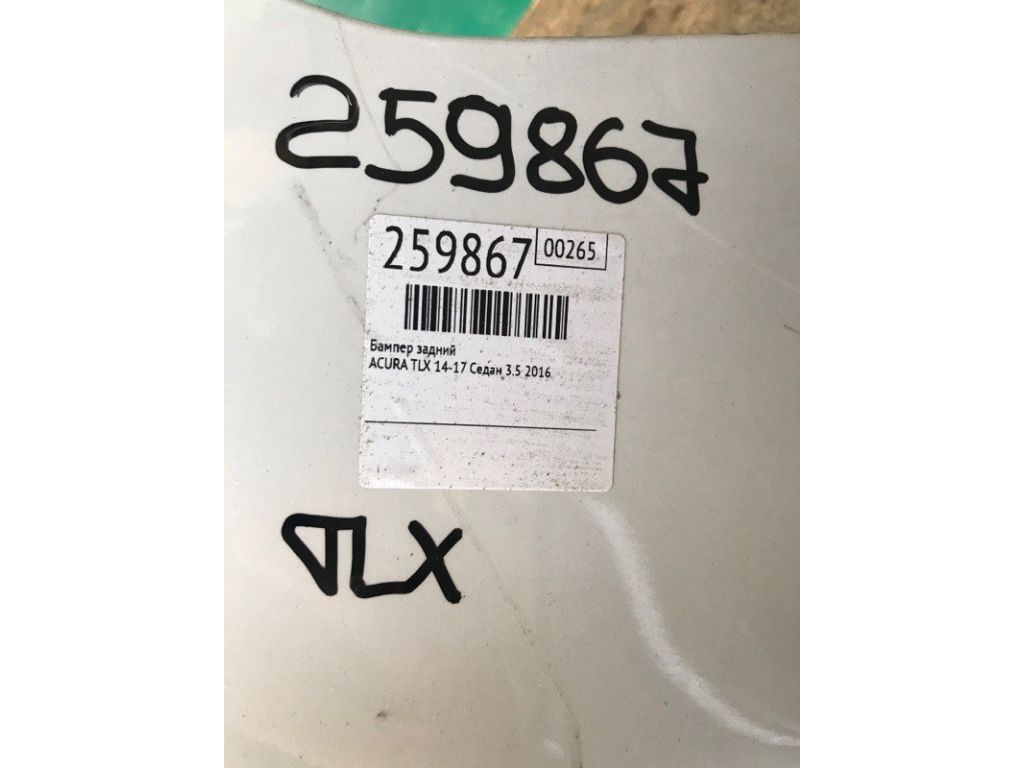 259867
259867 00265
Бампер задний
ACURA TLX 14-17 Седан 3.5 2016
TLX